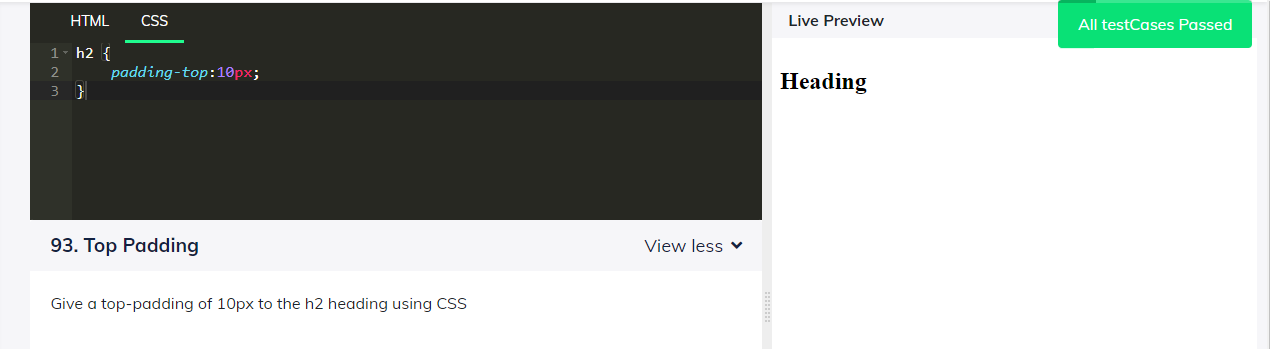 HTML CSS
1 h2 {
2 padding-top:10px;
3 }
93. Top Padding View less
Give a top-padding of 10px to the h2 heading using CSS
Live Preview
All testCases Passed
Heading